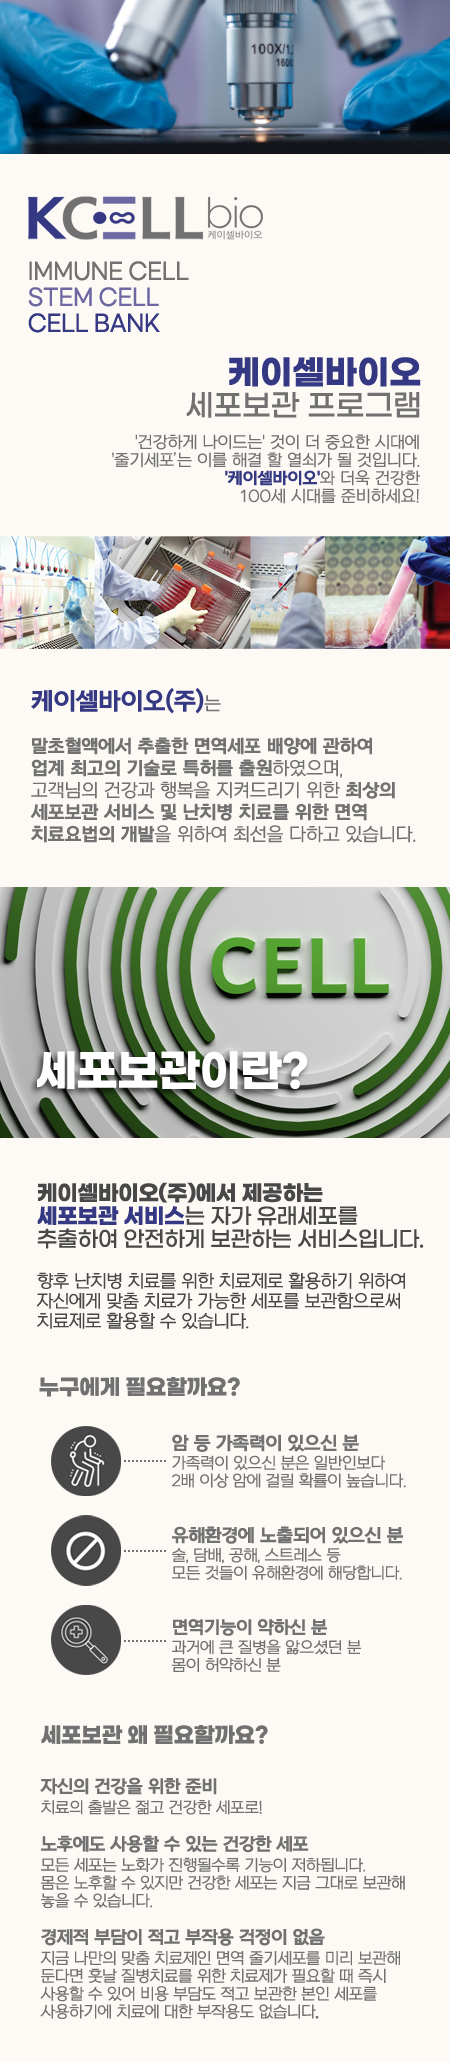 100X/1.
160
KCELL bio
케이셀바이오
IMMUNE CELL
STEM CELL
CELL BANK
케이셀바이오
세포보관 프로그램
'건강하게 나이드는' 것이 더 중요한 시대에
'줄기세포'는 이를 해결 할 열쇠가 될 것입니다.
'케이셀바이오'와 더욱 건강한
100세 시대를 준비하세요!
케이셀바이오(주)는
말초혈액에서 추출한 면역세포 배양에 관하여
업계 최고의 기술로 특허를 출원하였으며,
고객님의 건강과 행복을 지켜드리기 위한 최상의
세포보관 서비스 및 난치병 치료를 위한 면역
치료요법의 개발을 위하여 최선을 다하고 있습니다.
CELL
세포보관이란?
케이셀바이오(주)에서 제공하는
세포보관 서비스는 자가 유래세포를
추출하여 안전하게 보관하는 서비스입니다.
향후 난치병 치료를 위한 치료제로 활용하기 위하여
자신에게 맞춤 치료가 가능한 세포를 보관함으로써
치료제로 활용할 수 있습니다.
누구에게 필요할까요?
암 등 가족력이 있으신 분
가족력이 있으신 분은 일반인보다
2배 이상 암에 걸릴 확률이 높습니다.
유해환경에 노출되어 있으신 분
술, 담배, 공해, 스트레스 등
모든 것들이 유해환경에 해당합니다.
면역기능이 약하신 분
과거에 큰 질병을 앓으셨던 분
몸이 허약하신 분
세포보관 왜 필요할까요?
자신의 건강을 위한 준비
치료의 출발은 젊고 건강한 세포로!
노후에도 사용할 수 있는 건강한 세포
모든 세포는 노화가 진행될수록 기능이 저하됩니다.
몸은 노후할 수 있지만 건강한 세포는 지금 그대로 보관해
놓을 수 있습니다.
경제적 부담이 적고 부작용 걱정이 없음
지금 나만의 맞춤 치료제인 면역 줄기세포를 미리 보관해
둔다면 훗날 질병치료를 위한 치료제가 필요할 때 즉시
사용할 수 있어 비용 부담도 적고 보관한 본인 세포를
사용하기에 치료에 대한 부작용도 없습니다.